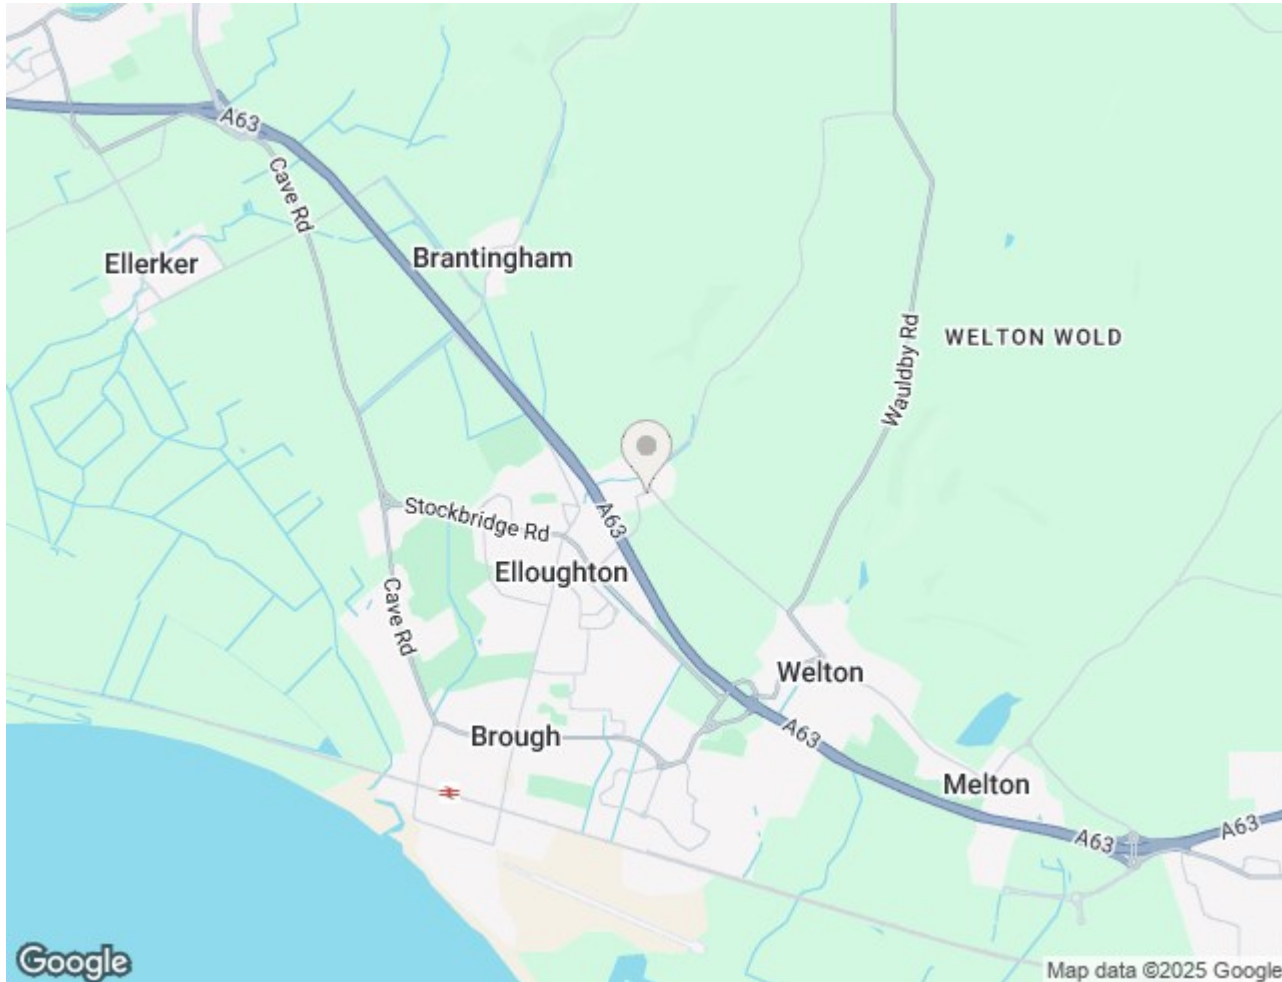 A63
Cave Rd
Ellerker
Brantingham
Wauldby Rd
WELTON WOLD
Stockbridge Rd
A63
Elloughton
Cave Rd
Welton
Brough
A63
Melton
A63
A63
Google
Map data ©2025 Google